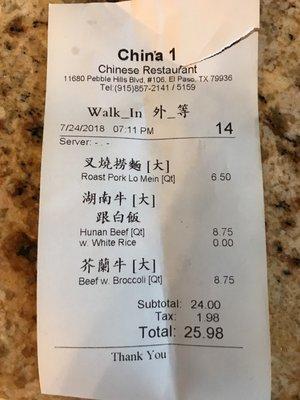 China 1
Chinese Restaurant
11680 Pebble Hills Blvd, #106, El Paso, TX 79936
Tel:(915)857-2141 / 5159
Walk_In 外_等
7/24/2018 07:11 PM 14
Server: - . -
叉燒捞麵 [大]
Roast Pork Lo Mein [Qt] 6.50
湖南牛 [大]
跟白飯
Hunan Beef [Qt] 8.75
w. White Rice 0.00
芥蘭牛 [大]
Beef w. Broccoli [Qt] 8.75
Subtotal: 24.00
Tax: 1.98
Total: 25.98
Thank You